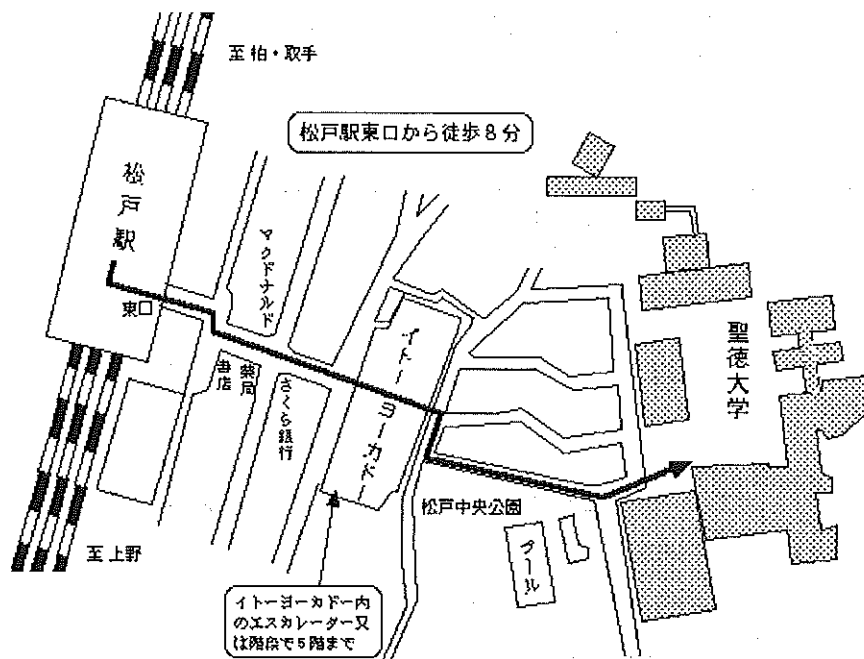 至 柏・取手
松戸駅東口から徒歩8分
松戸駅
マクドナルド
東口
イトーヨーカドー
聖徳大学
書店
薬局
さくら銀行
松戸中央公園
プール
至 上野
イトーヨーカドー内
のエスカレーター又
は階段で5階まで